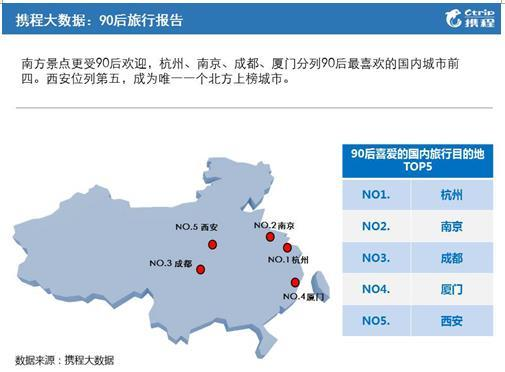 携程大数据：90后旅行报告
Ctrip
携程
南方景点更受90后欢迎，杭州、南京、成都、厦门分列90后最喜欢的国内城市前
四。西安位列第五，成为唯一一个北方上榜城市。
90后喜爱的国内旅行目的地
TOP5
NO1. 杭州
NO2. 南京
NO3. 成都
NO4. 厦门
NO5. 西安
NO.2 南京
NO.5 西安
NO.1 杭州
NO.3 成都
NO.4 厦门
数据来源：携程大数据